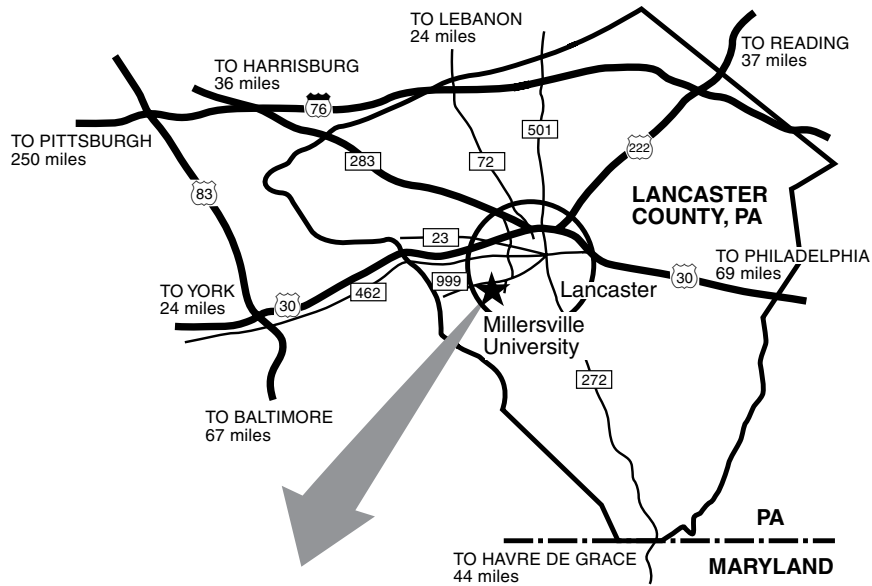 TO LEBANON
24 miles
TO READING
37 miles
TO HARRISBURG
36 miles
76
501
TO PITTSBURGH
250 miles
283
72
222
83
LANCASTER
COUNTY, PA
23
TO PHILADELPHIA
69 miles
30
999
TO YORK
24 miles
30
462
Lancaster
Millersville
University
272
TO BALTIMORE
67 miles
PA
TO HAVRE DE GRACE
44 miles
MARYLAND